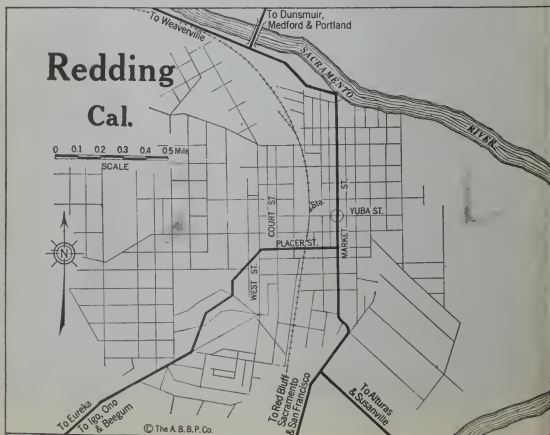 To Weaverville
To Dunsmuir,
Medford & Portland
Redding
Cal.
SACRAMENTO
RIVER
0 0.1 0.2 0.3 0.4 0.5 Mile
SCALE
COURT ST.
Sta.
ST.
YUBA ST.
MARKET
PLACER ST.
WEST ST.
N
To Eureka
To Igo, Ono
& Beegum
© The A. B. B. P. Co.
To Red Bluff
Sacramento
& San Francisco
To Alturas
& Susanville